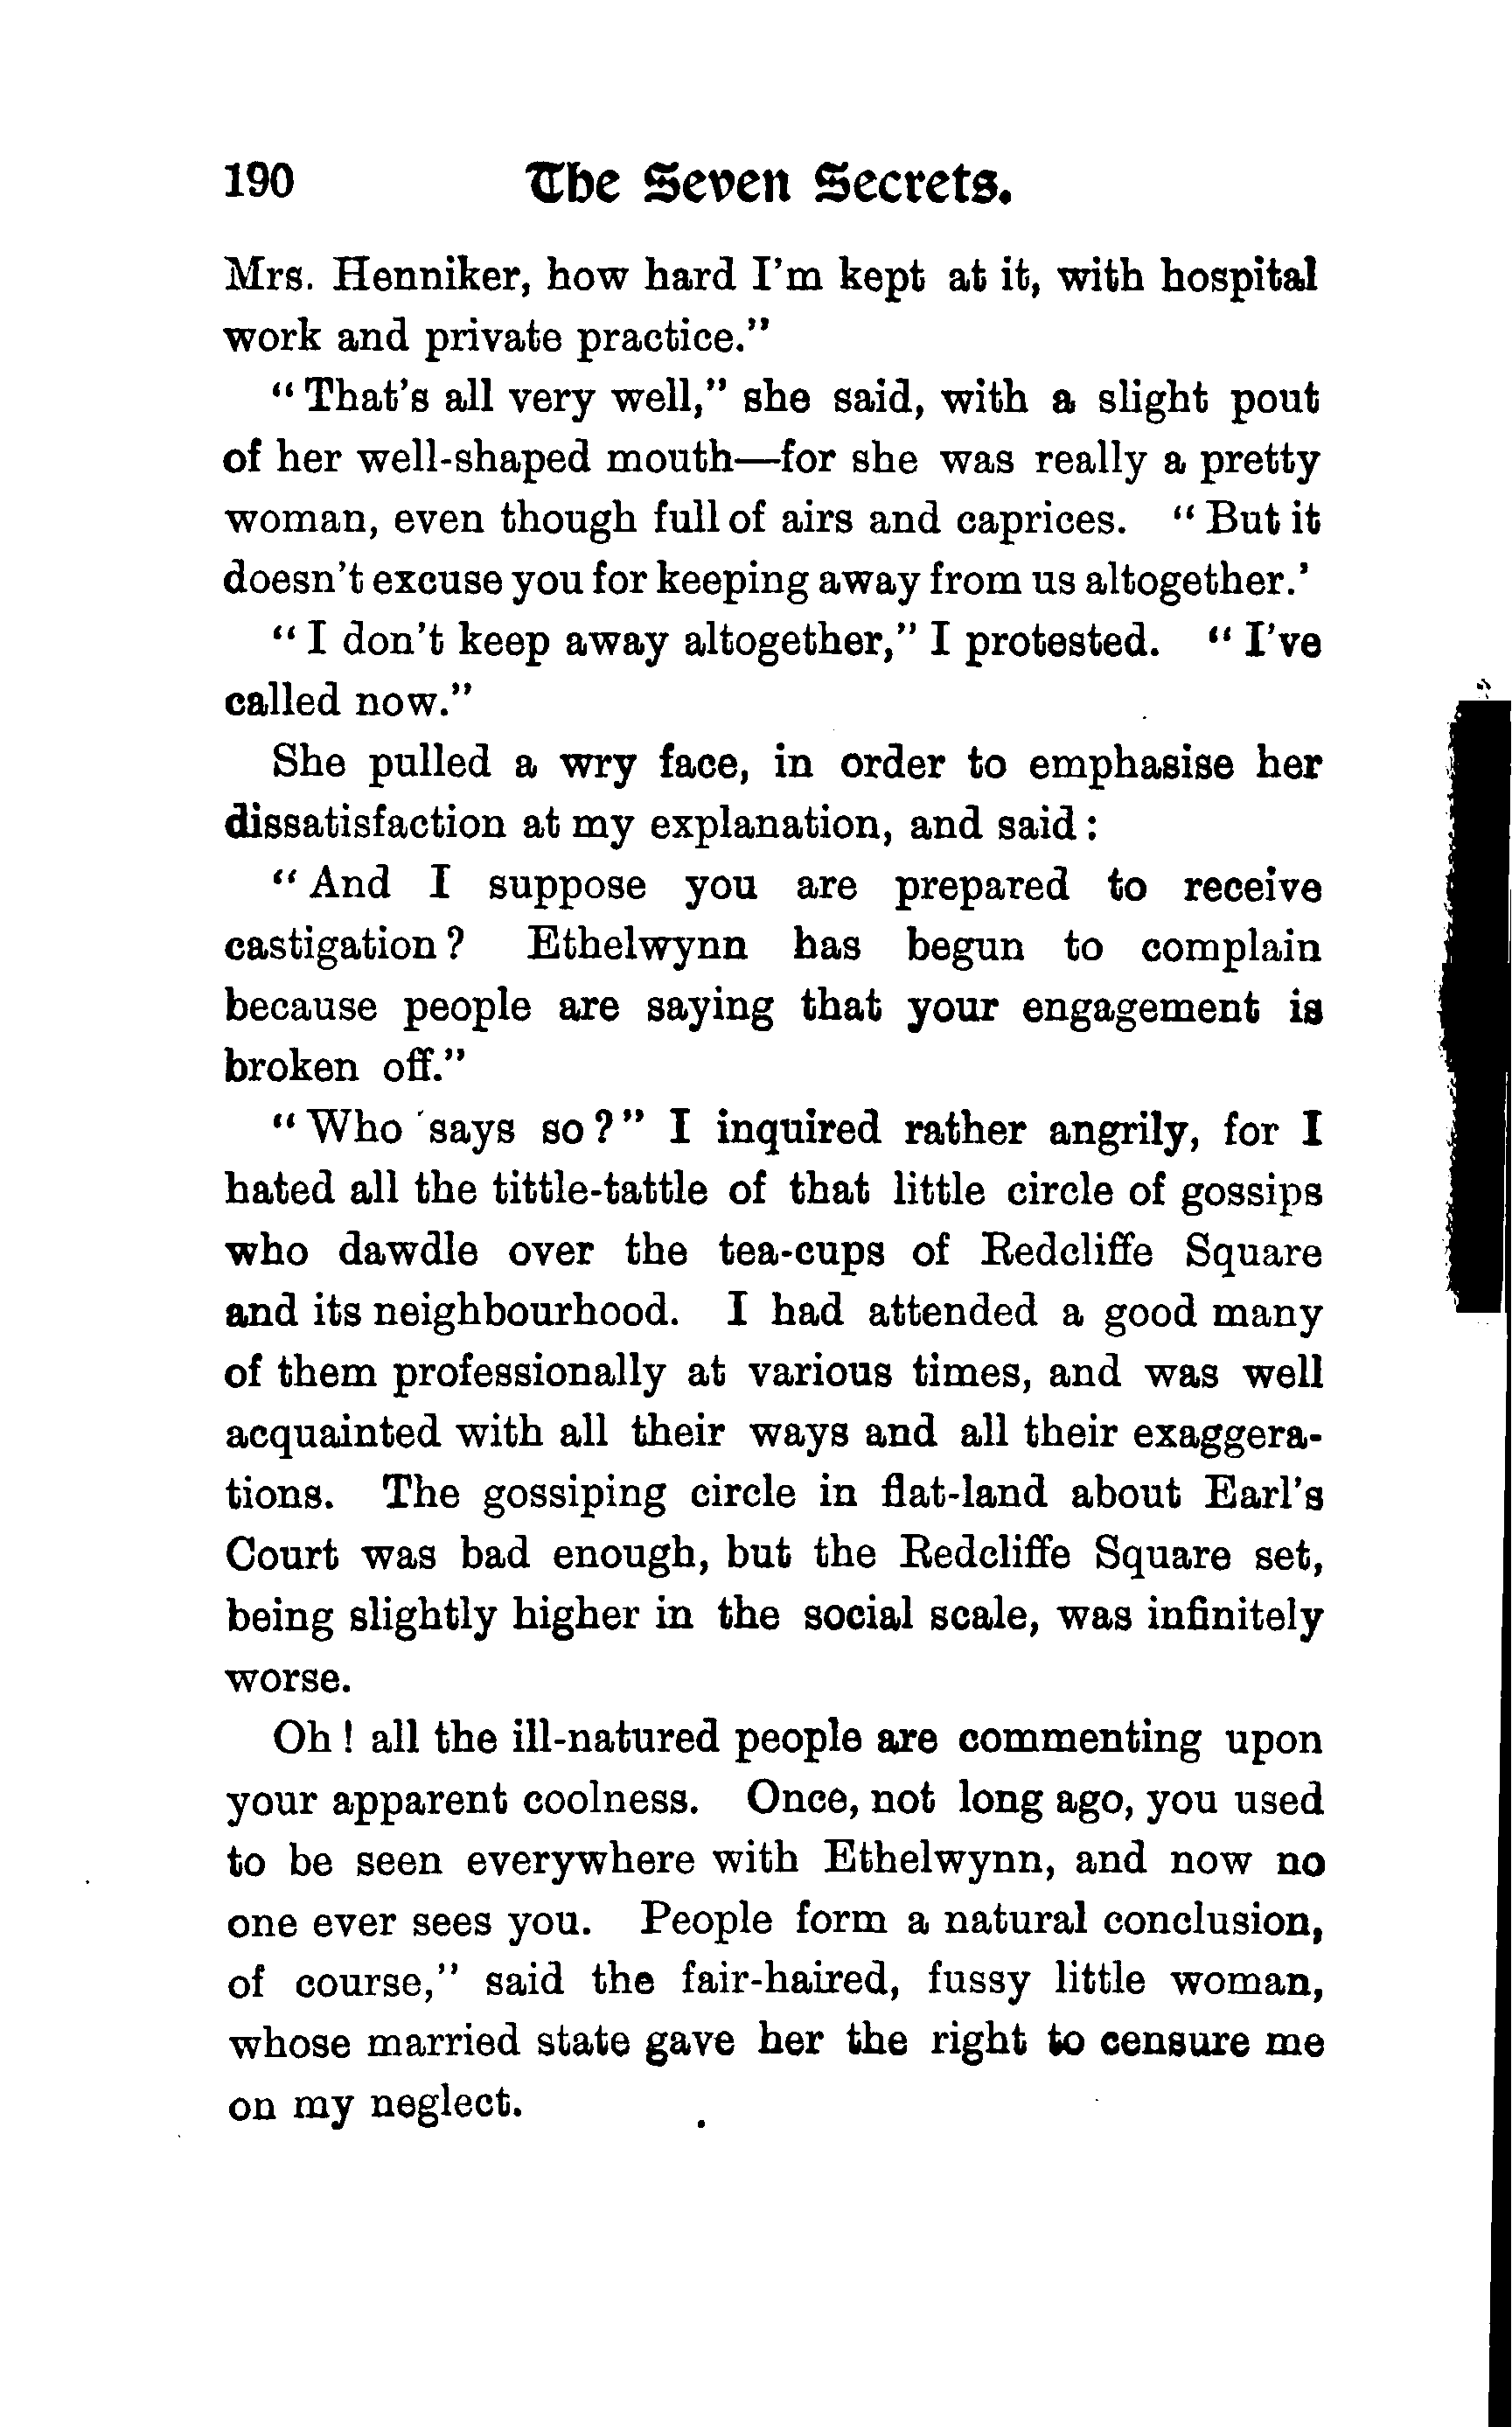 190 The Seven Secrets.
Mrs. Henniker, how hard I'm kept at it, with hospital
work and private practice."
"That's all very well," she said, with a slight pout
of her well-shaped mouth—for she was really a pretty
woman, even though full of airs and caprices. "But it
doesn't excuse you for keeping away from us altogether.'
"I don't keep away altogether," I protested. "I've
called now."
She pulled a wry face, in order to emphasise her
dissatisfaction at my explanation, and said:
"And I suppose you are prepared to receive
castigation? Ethelwynn has begun to complain
because people are saying that your engagement is
broken off."
"Who says so?" I inquired rather angrily, for I
hated all the tittle-tattle of that little circle of gossips
who dawdle over the tea-cups of Redcliffe Square
and its neighbourhood. I had attended a good many
of them professionally at various times, and was well
acquainted with all their ways and all their exaggera-
tions. The gossiping circle in flat-land about Earl's
Court was bad enough, but the Redcliffe Square set,
being slightly higher in the social scale, was infinitely
worse.
Oh! all the ill-natured people are commenting upon
your apparent coolness. Once, not long ago, you used
to be seen everywhere with Ethelwynn, and now no
one ever sees you. People form a natural conclusion,
of course," said the fair-haired, fussy little woman,
whose married state gave her the right to censure me
on my neglect.